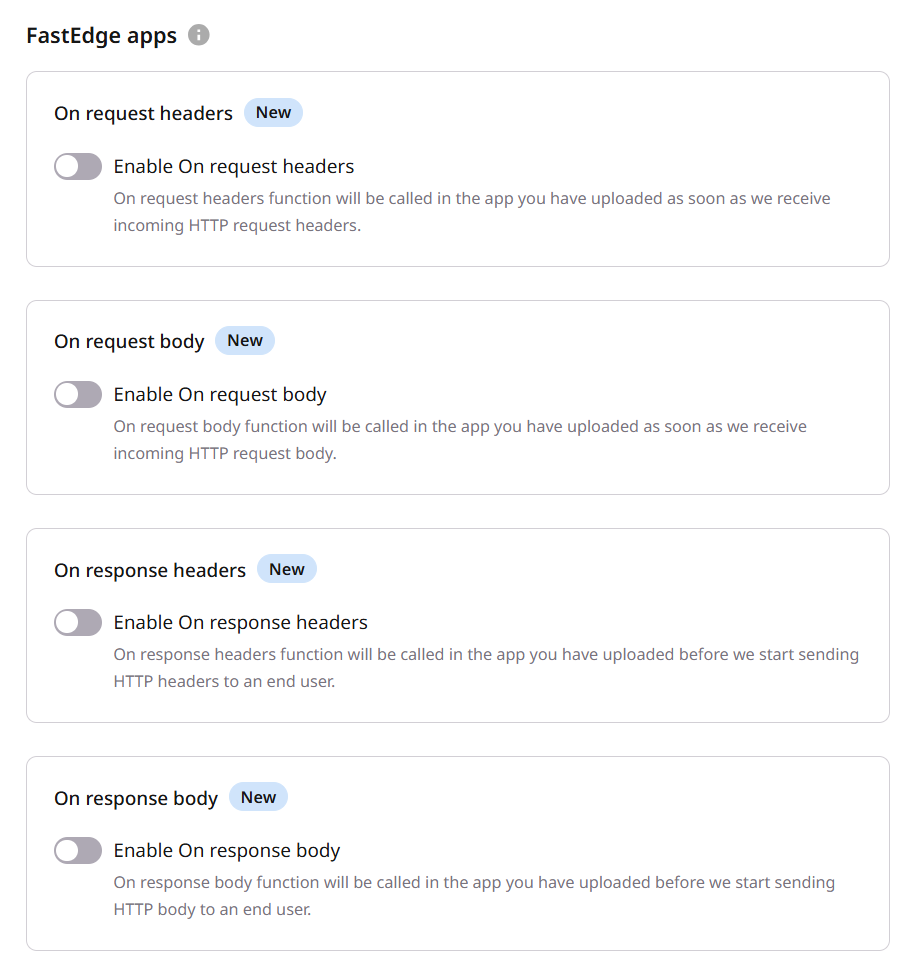 FastEdge apps
On request headers New
Enable On request headers
On request headers function will be called in the app you have uploaded as soon as we receive
incoming HTTP request headers.
On request body New
Enable On request body
On request body function will be called in the app you have uploaded as soon as we receive
incoming HTTP request body.
On response headers New
Enable On response headers
On response headers function will be called in the app you have uploaded before we start sending
HTTP headers to an end user.
On response body New
Enable On response body
On response body function will be called in the app you have uploaded before we start sending
HTTP body to an end user.